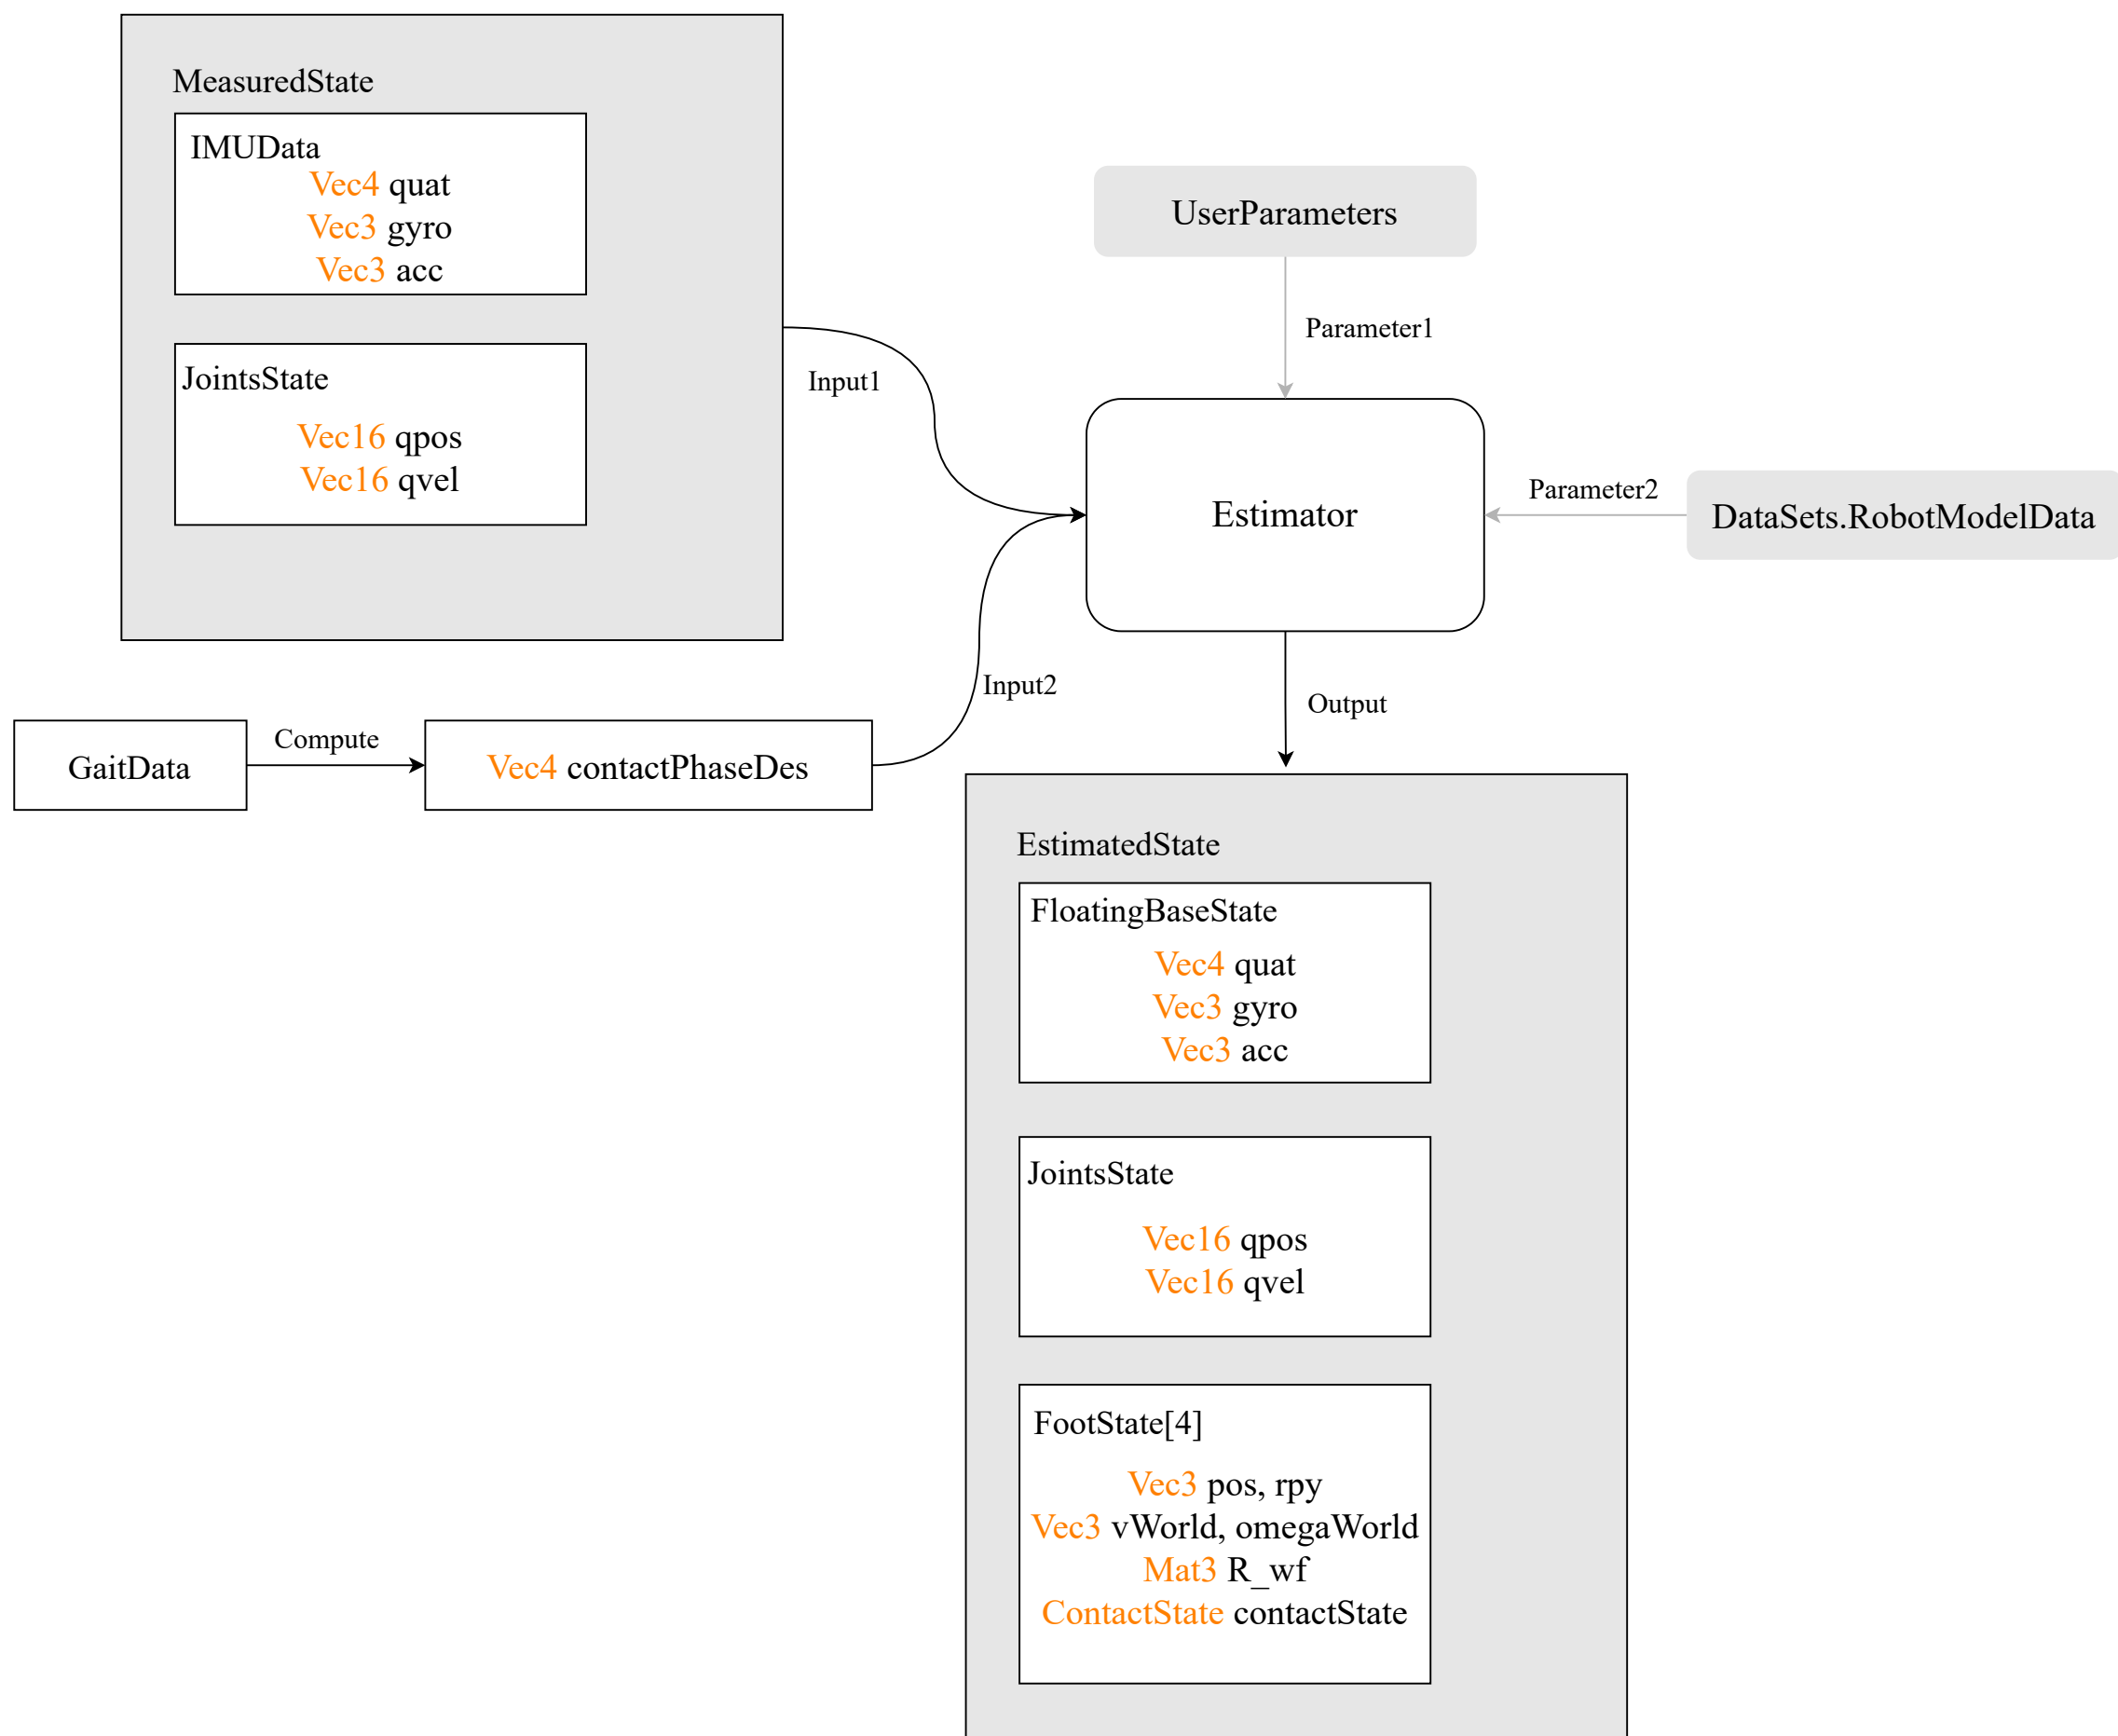 MeasuredState
IMUData
Vec4 quat
Vec3 gyro
Vec3 acc
JointsState
Vec16 qpos
Vec16 qvel
Input1
UserParameters
Parameter1
Estimator
Parameter2
DataSets.RobotModelData
Input2
Output
GaitData
Compute
Vec4 contactPhaseDes
EstimatedState
FloatingBaseState
Vec4 quat
Vec3 gyro
Vec3 acc
JointsState
Vec16 qpos
Vec16 qvel
FootState[4]
Vec3 pos, rpy
Vec3 vWorld, omegaWorld
Mat3 R_wf
ContactState contactState